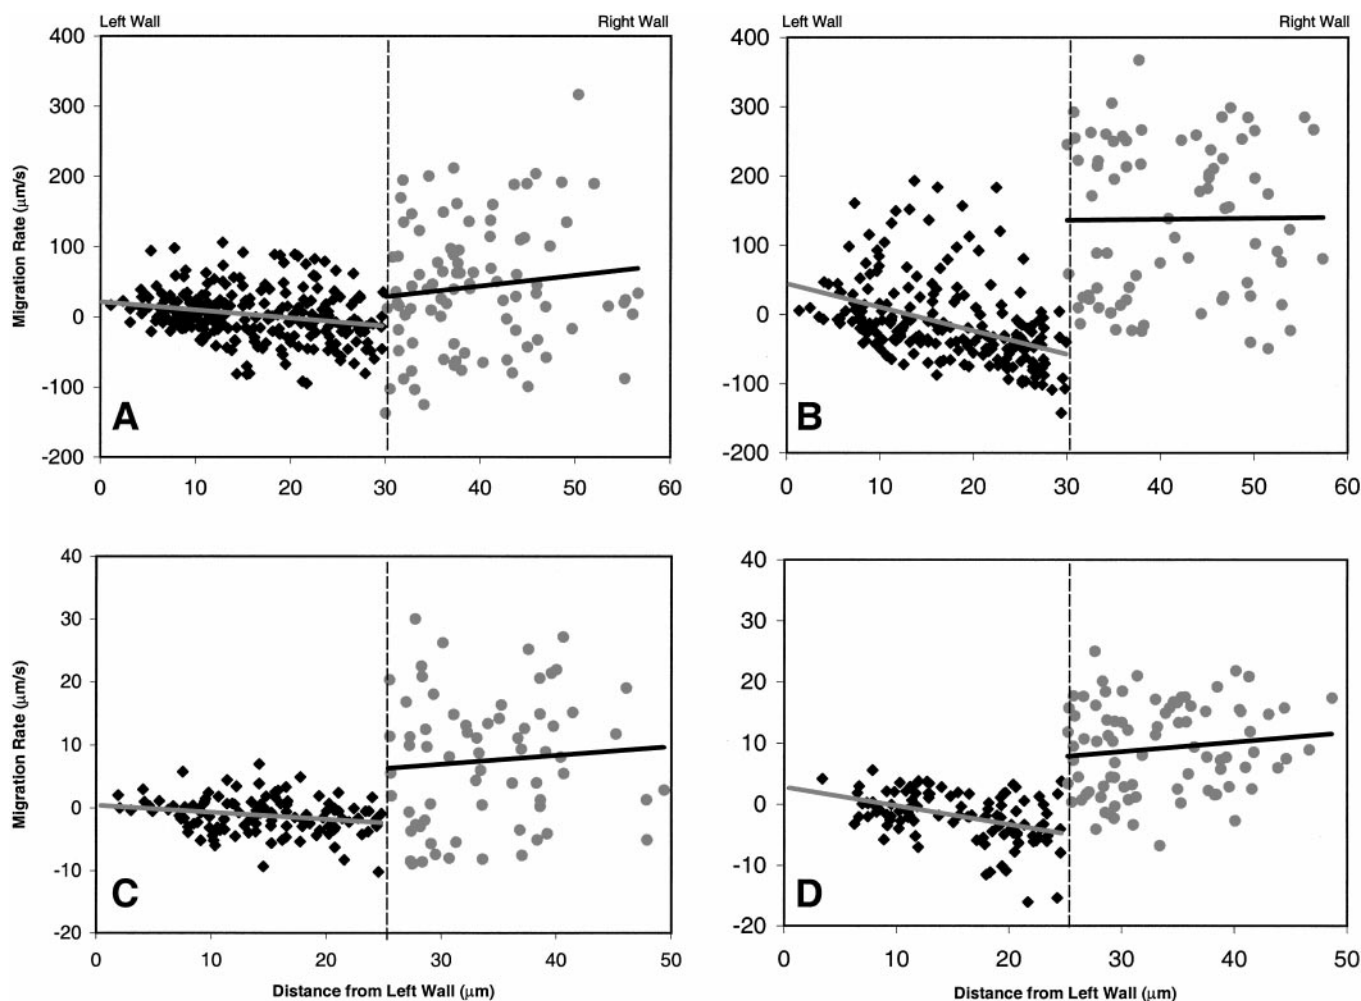 Left Wall Right Wall Left Wall Right Wall
400 400
300 300
200 200
100 100
0 0
-100 -100
-200 -200
Migration Rate (μm/s)
A B
0 10 20 30 40 50 60 0 10 20 30 40 50 60
40 40
30 30
20 20
10 10
0 0
-10 -10
-20 -20
Migration Rate (μm/s)
C D
0 10 20 30 40 50 0 10 20 30 40 50
Distance from Left Wall (μm) Distance from Left Wall (μm)